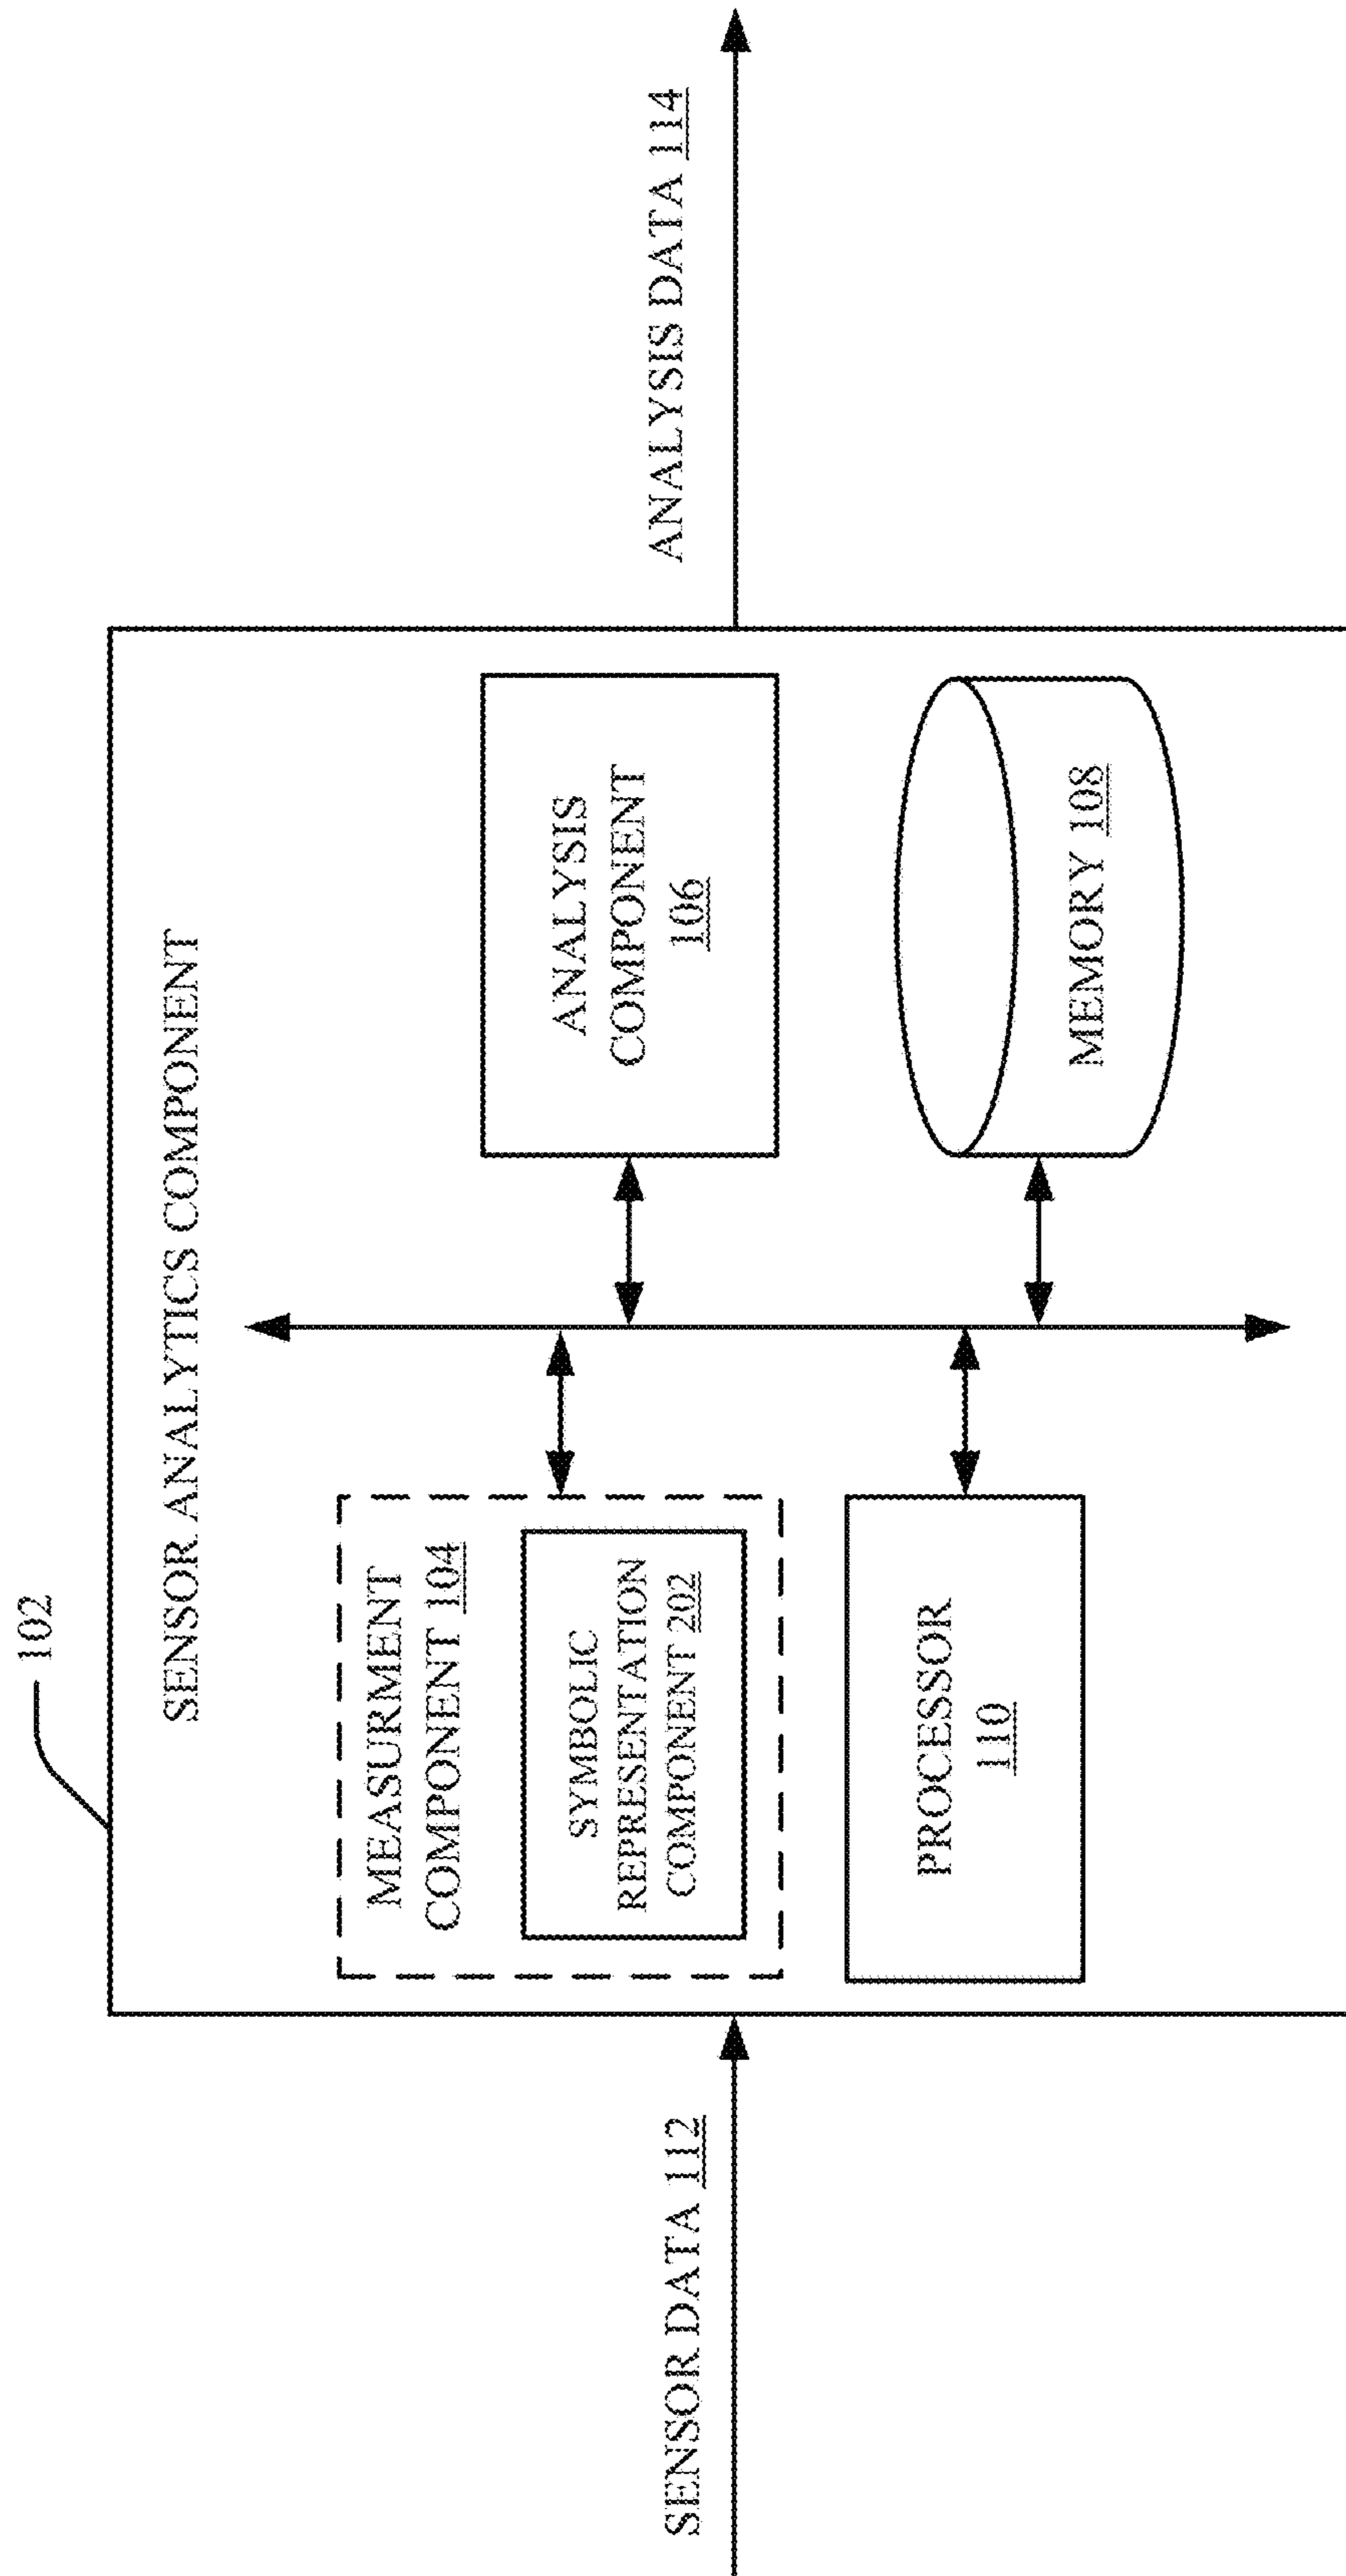 102
SENSOR ANALYTICS COMPONENT
SENSOR DATA 112
MEASURMENT
COMPONENT 104
SYMBOLIC
REPRESENTATION
COMPONENT 202
PROCESSOR
110
ANALYSIS
COMPONENT
106
MEMORY 108
ANALYSIS DATA 114